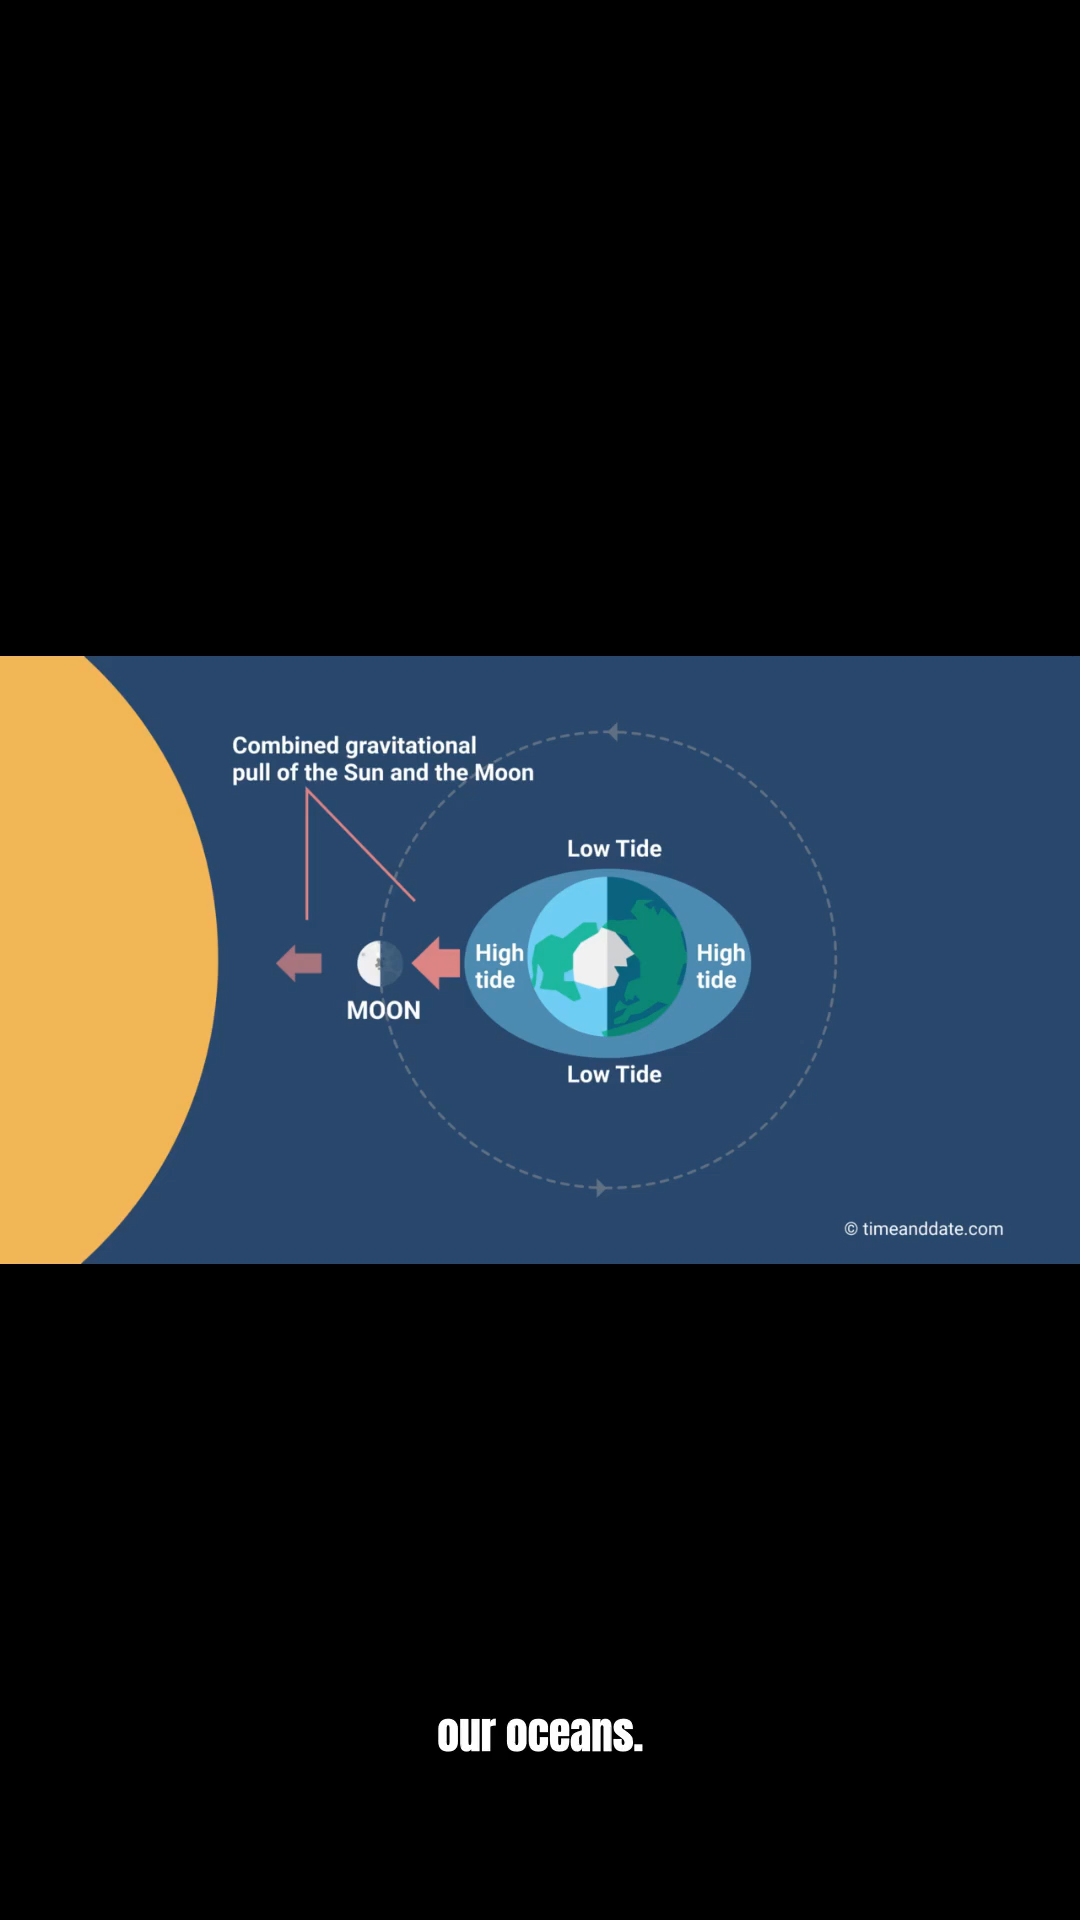 Combined gravitational
pull of the Sun and the Moon
Low Tide
High
tide
High
tide
MOON
Low Tide
© timeanddate.com
our oceans.